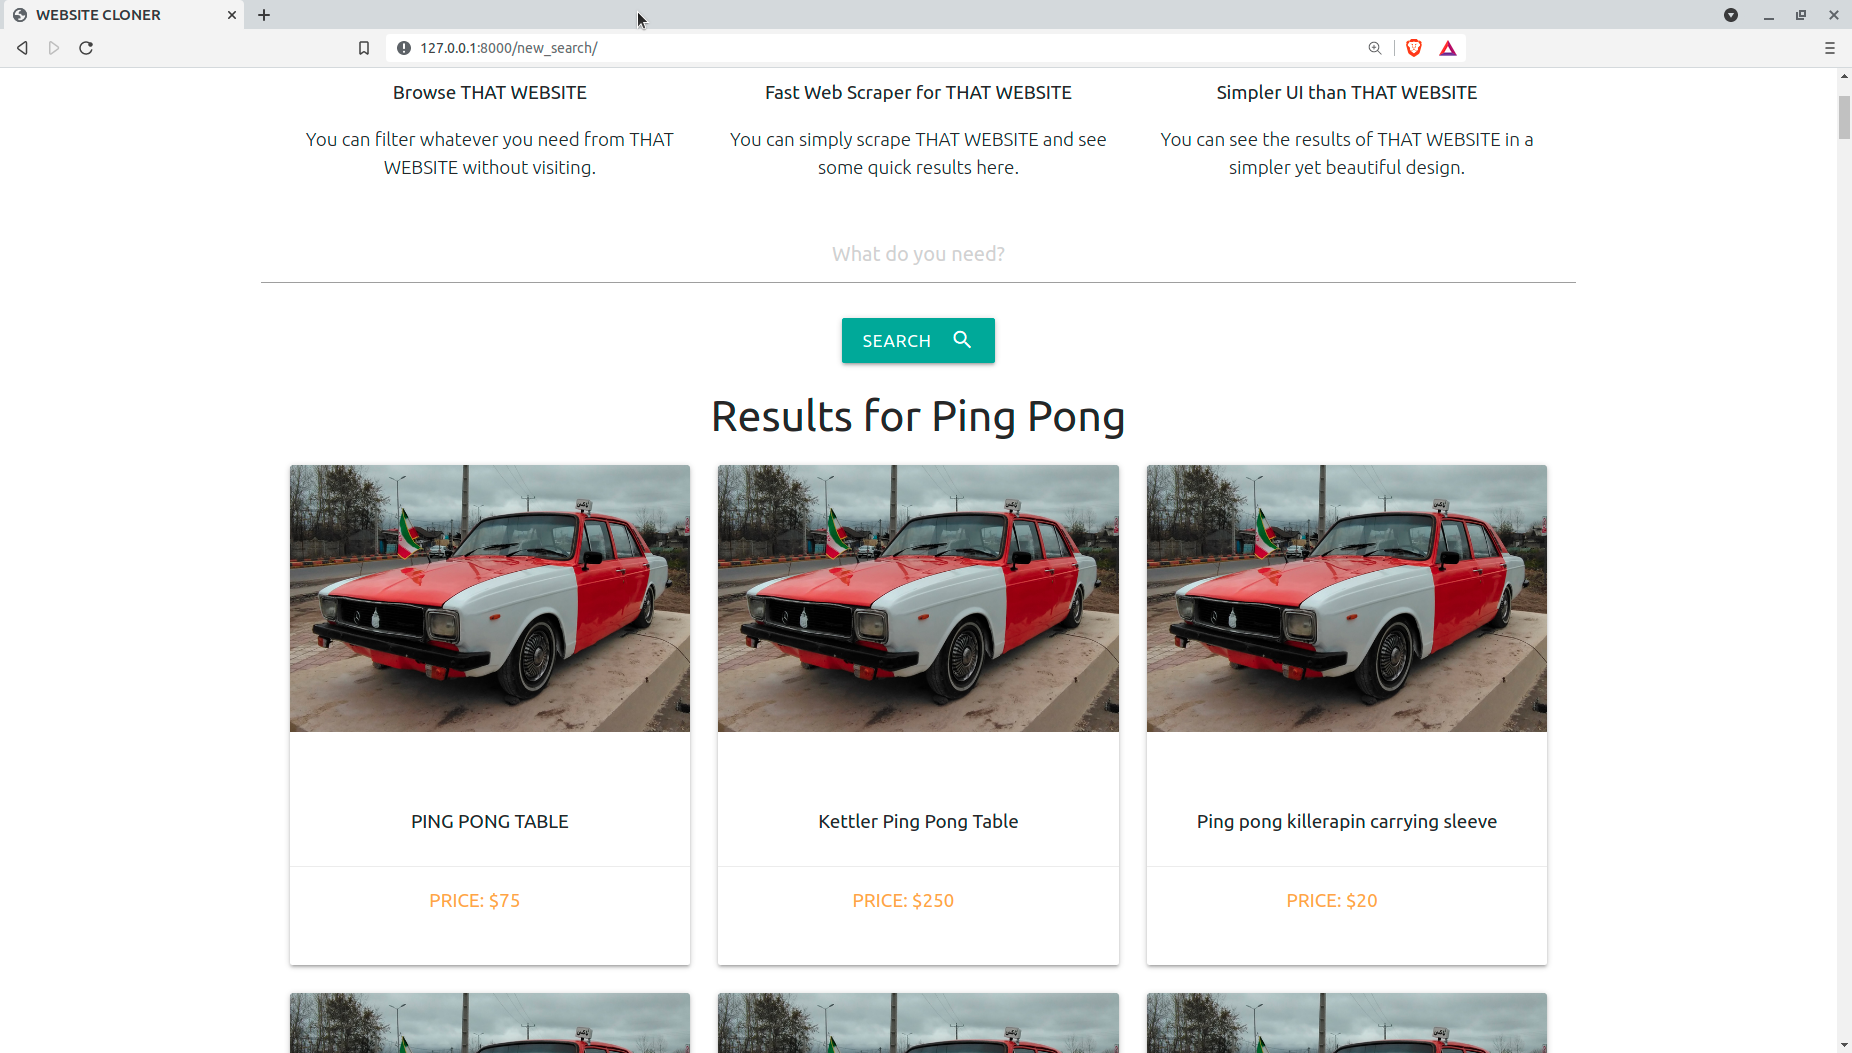 WEBSITE CLONER
127.0.0.1:8000/new_search/
Browse THAT WEBSITE
You can filter whatever you need from THAT
WEBSITE without visiting.
Fast Web Scraper for THAT WEBSITE
You can simply scrape THAT WEBSITE and see
some quick results here.
Simpler UI than THAT WEBSITE
You can see the results of THAT WEBSITE in a
simpler yet beautiful design.
What do you need?
SEARCH
Results for Ping Pong
PING PONG TABLE
PRICE: $75
Kettler Ping Pong Table
PRICE: $250
Ping pong killerapin carrying sleeve
PRICE: $20